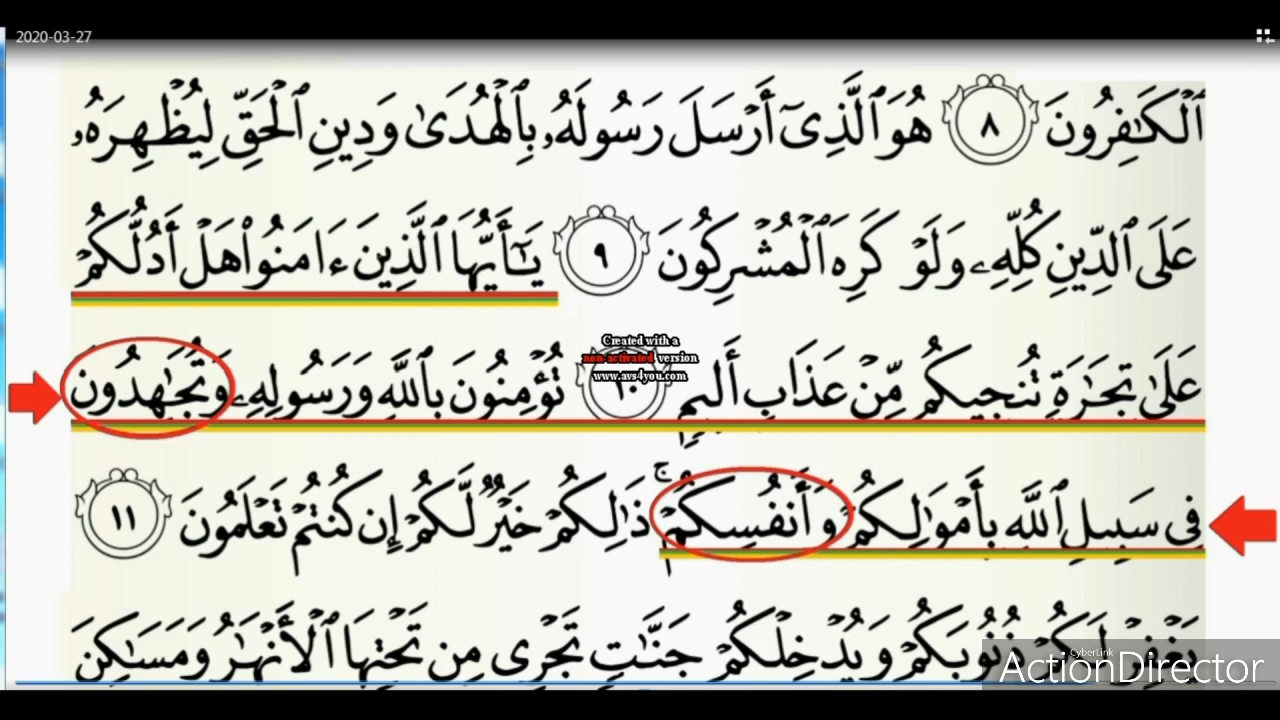 2020-03-27
ٱلۡكَٰفِرُونَ ٨ هُوَ ٱلَّذِيٓ أَرۡسَلَ رَسُولَهُۥ بِٱلۡهُدَىٰ وَدِينِ ٱلۡحَقِّ لِيُظۡهِرَهُۥ
عَلَى ٱلدِّينِ كُلِّهِۦ وَلَوۡ كَرِهَ ٱلۡمُشۡرِكُونَ ٩ يَٰٓأَيُّهَا ٱلَّذِينَ ءَامَنُواْ هَلۡ أَدُلُّكُمۡ
Created with a
non-activated version
www.avs4you.com
عَلَىٰ تِجَٰرَةٖ تُنجِيكُم مِّنۡ عَذَابٍ أَلِيمٖ ١٠ تُؤۡمِنُونَ بِٱللَّهِ وَرَسُولِهِۦ وَتُجَٰهِدُونَ
فِي سَبِيلِ ٱللَّهِ بِأَمۡوَٰلِكُمۡ وَأَنفُسِكُمۡۚ ذَٰلِكُمۡ خَيۡرٞ لَّكُمۡ إِن كُنتُمۡ تَعۡلَمُونَ ١١
يَغۡفِرۡ لَكُمۡ ذُنُوبَكُمۡ وَيُدۡخِلۡكُمۡ جَنَّٰتٖ تَجۡرِي مِن تَحۡتِهَا ٱلۡأَنۡهَٰرُ وَمَسَٰكِنَ
CyberLink
ActionDirector